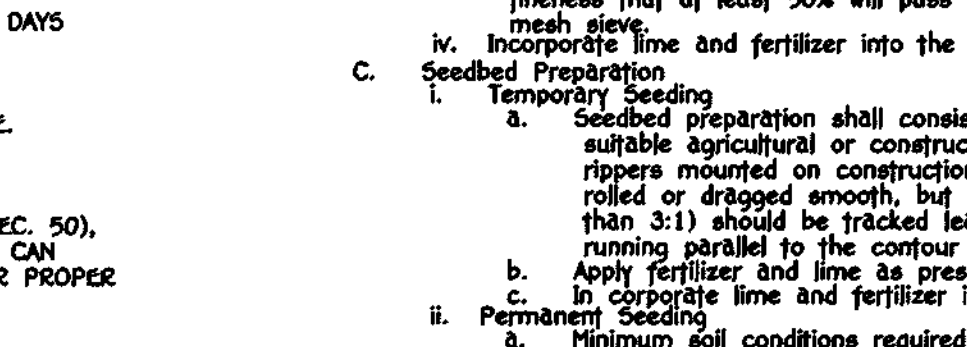 DAYS
EC. 50),
CAN
PROPER
fineness that at least 50% will pass
mesh sieve.
iv. Incorporate lime and fertilizer into the
C. Seedbed Preparation
i. Temporary Seeding
a. Seedbed preparation shall consis
suitable agricultural or construc
rippers mounted on construction
rolled or dragged smooth, but
than 3:1) should be tracked lea
running parallel to the contour
b. Apply fertilizer and lime as pres
c. In corporate lime and fertilizer i
ii. Permanent Seeding
a. Minimum soil conditions required